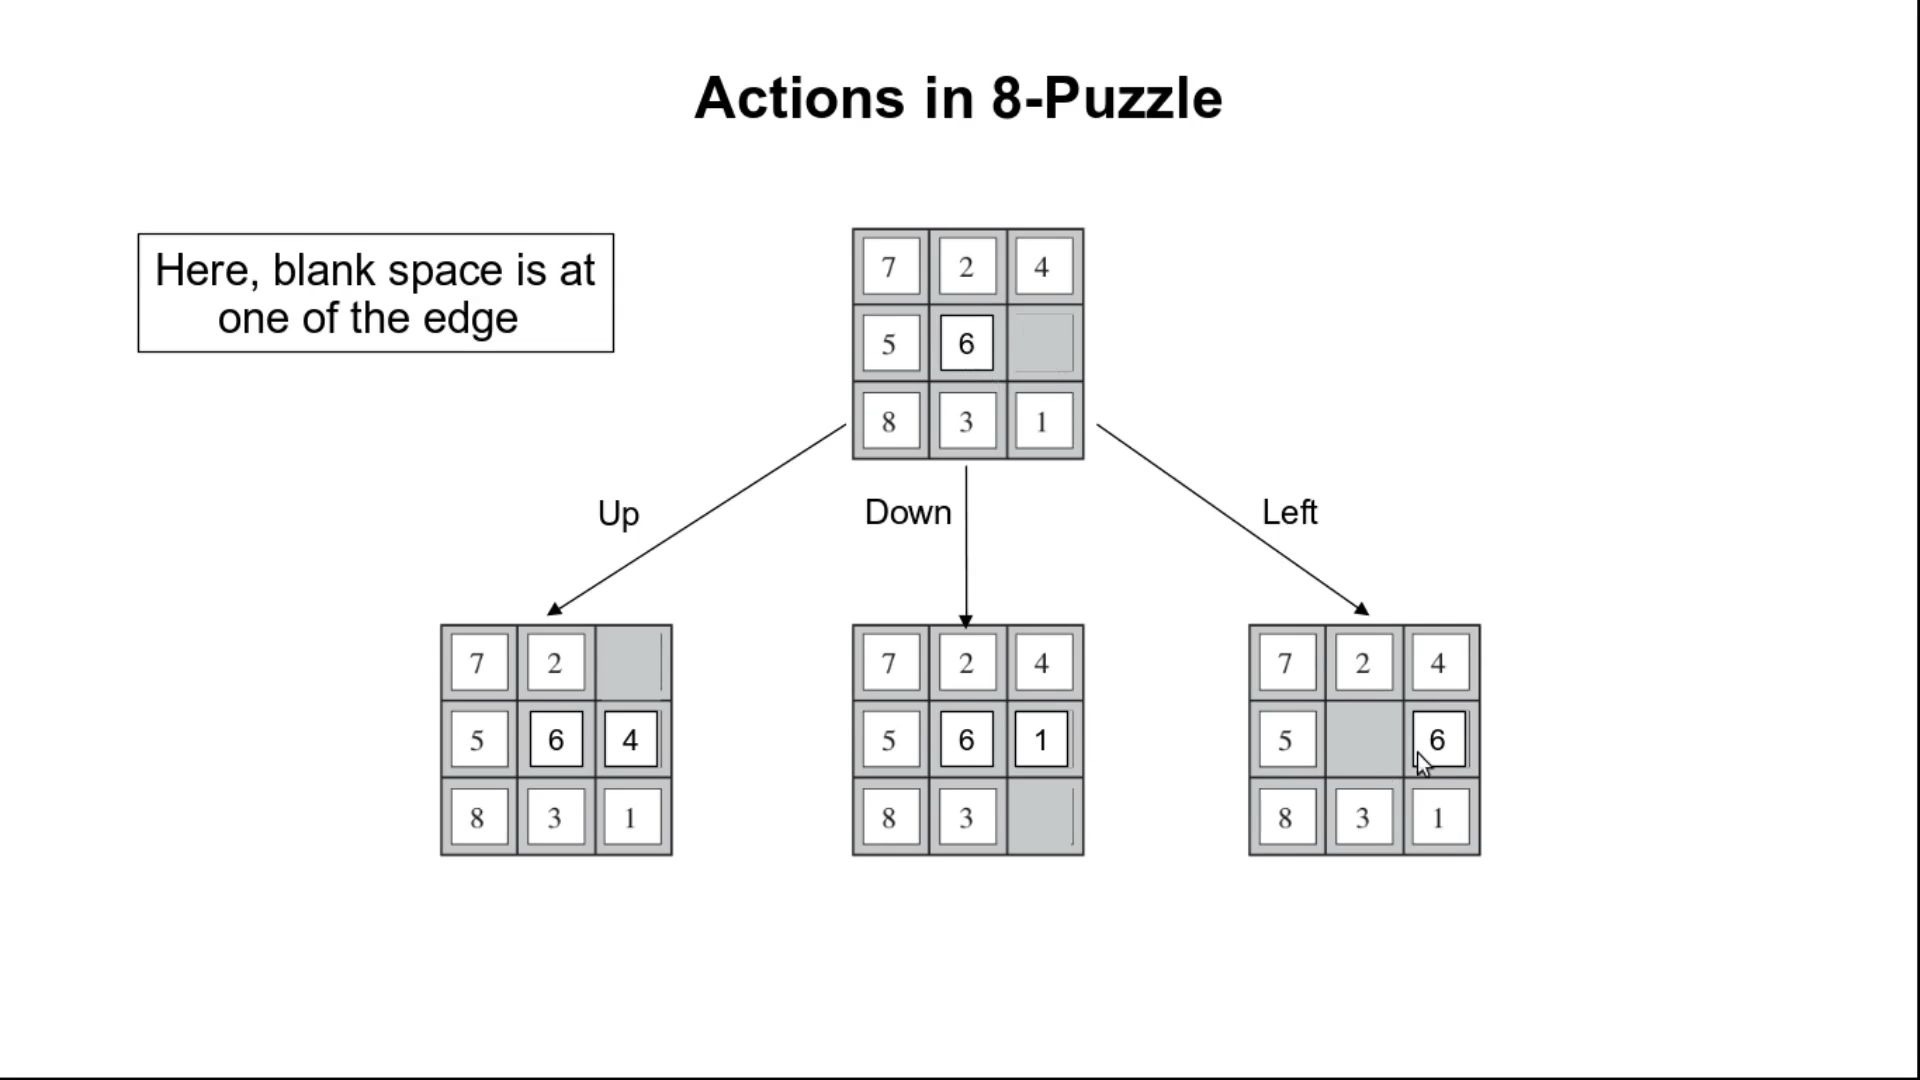 Actions in 8-Puzzle
Here, blank space is at
one of the edge
7 2 4
5 6
8 3 1
Up
Down
Left
7 2
5 6 4
8 3 1
7 2 4
5 6 1
8 3
7 2 4
5 6
8 3 1